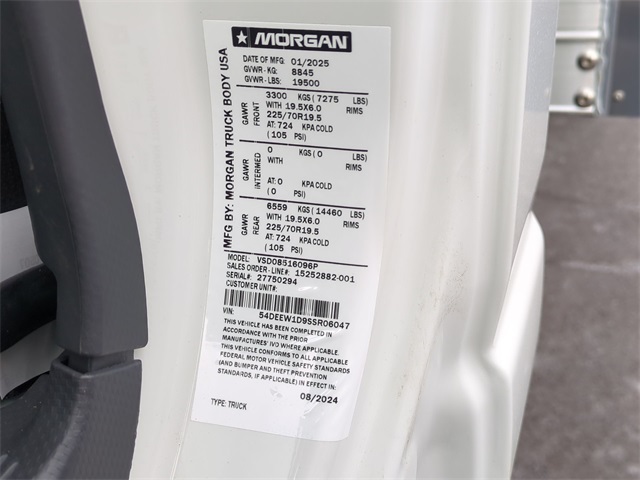 ★ MORGAN
DATE OF MFG: 01/2025
GVWR - KG: 8845
GVWR - LBS: 19500
MFG BY: MORGAN TRUCK BODY USA
GAWR FRONT
3300 KGS ( 7275 LBS)
WITH 19.5X6.0 RIMS
225/70R19.5
AT: 724 KPA COLD
( 105 PSI)
GAWR INTERMED
0 KGS ( 0 LBS)
WITH RIMS
AT: 0 KPA COLD
( 0 PSI)
GAWR REAR
6559 KGS ( 14460 LBS)
WITH 19.5X6.0 RIMS
225/70R19.5
AT: 724 KPA COLD
( 105 PSI)
MODEL: VSD08516096P
SALES ORDER - LINE#: 15252882-001
SERIAL#: 27750294
CUSTOMER UNIT#:
VIN: 54DEEW1D9SSR06047
THIS VEHICLE HAS BEEN COMPLETED IN
ACCORDANCE WITH THE PRIOR
MANUFACTURES' IVD WHERE APPLICABLE.
THIS VEHICLE CONFORMS TO ALL APPLICABLE
FEDERAL MOTOR VEHICLE SAFETY STANDARDS
(AND BUMPER AND THEFT PREVENTION
STANDARDS, IF APPLICABLE) IN EFFECT IN:
08/2024
TYPE: TRUCK